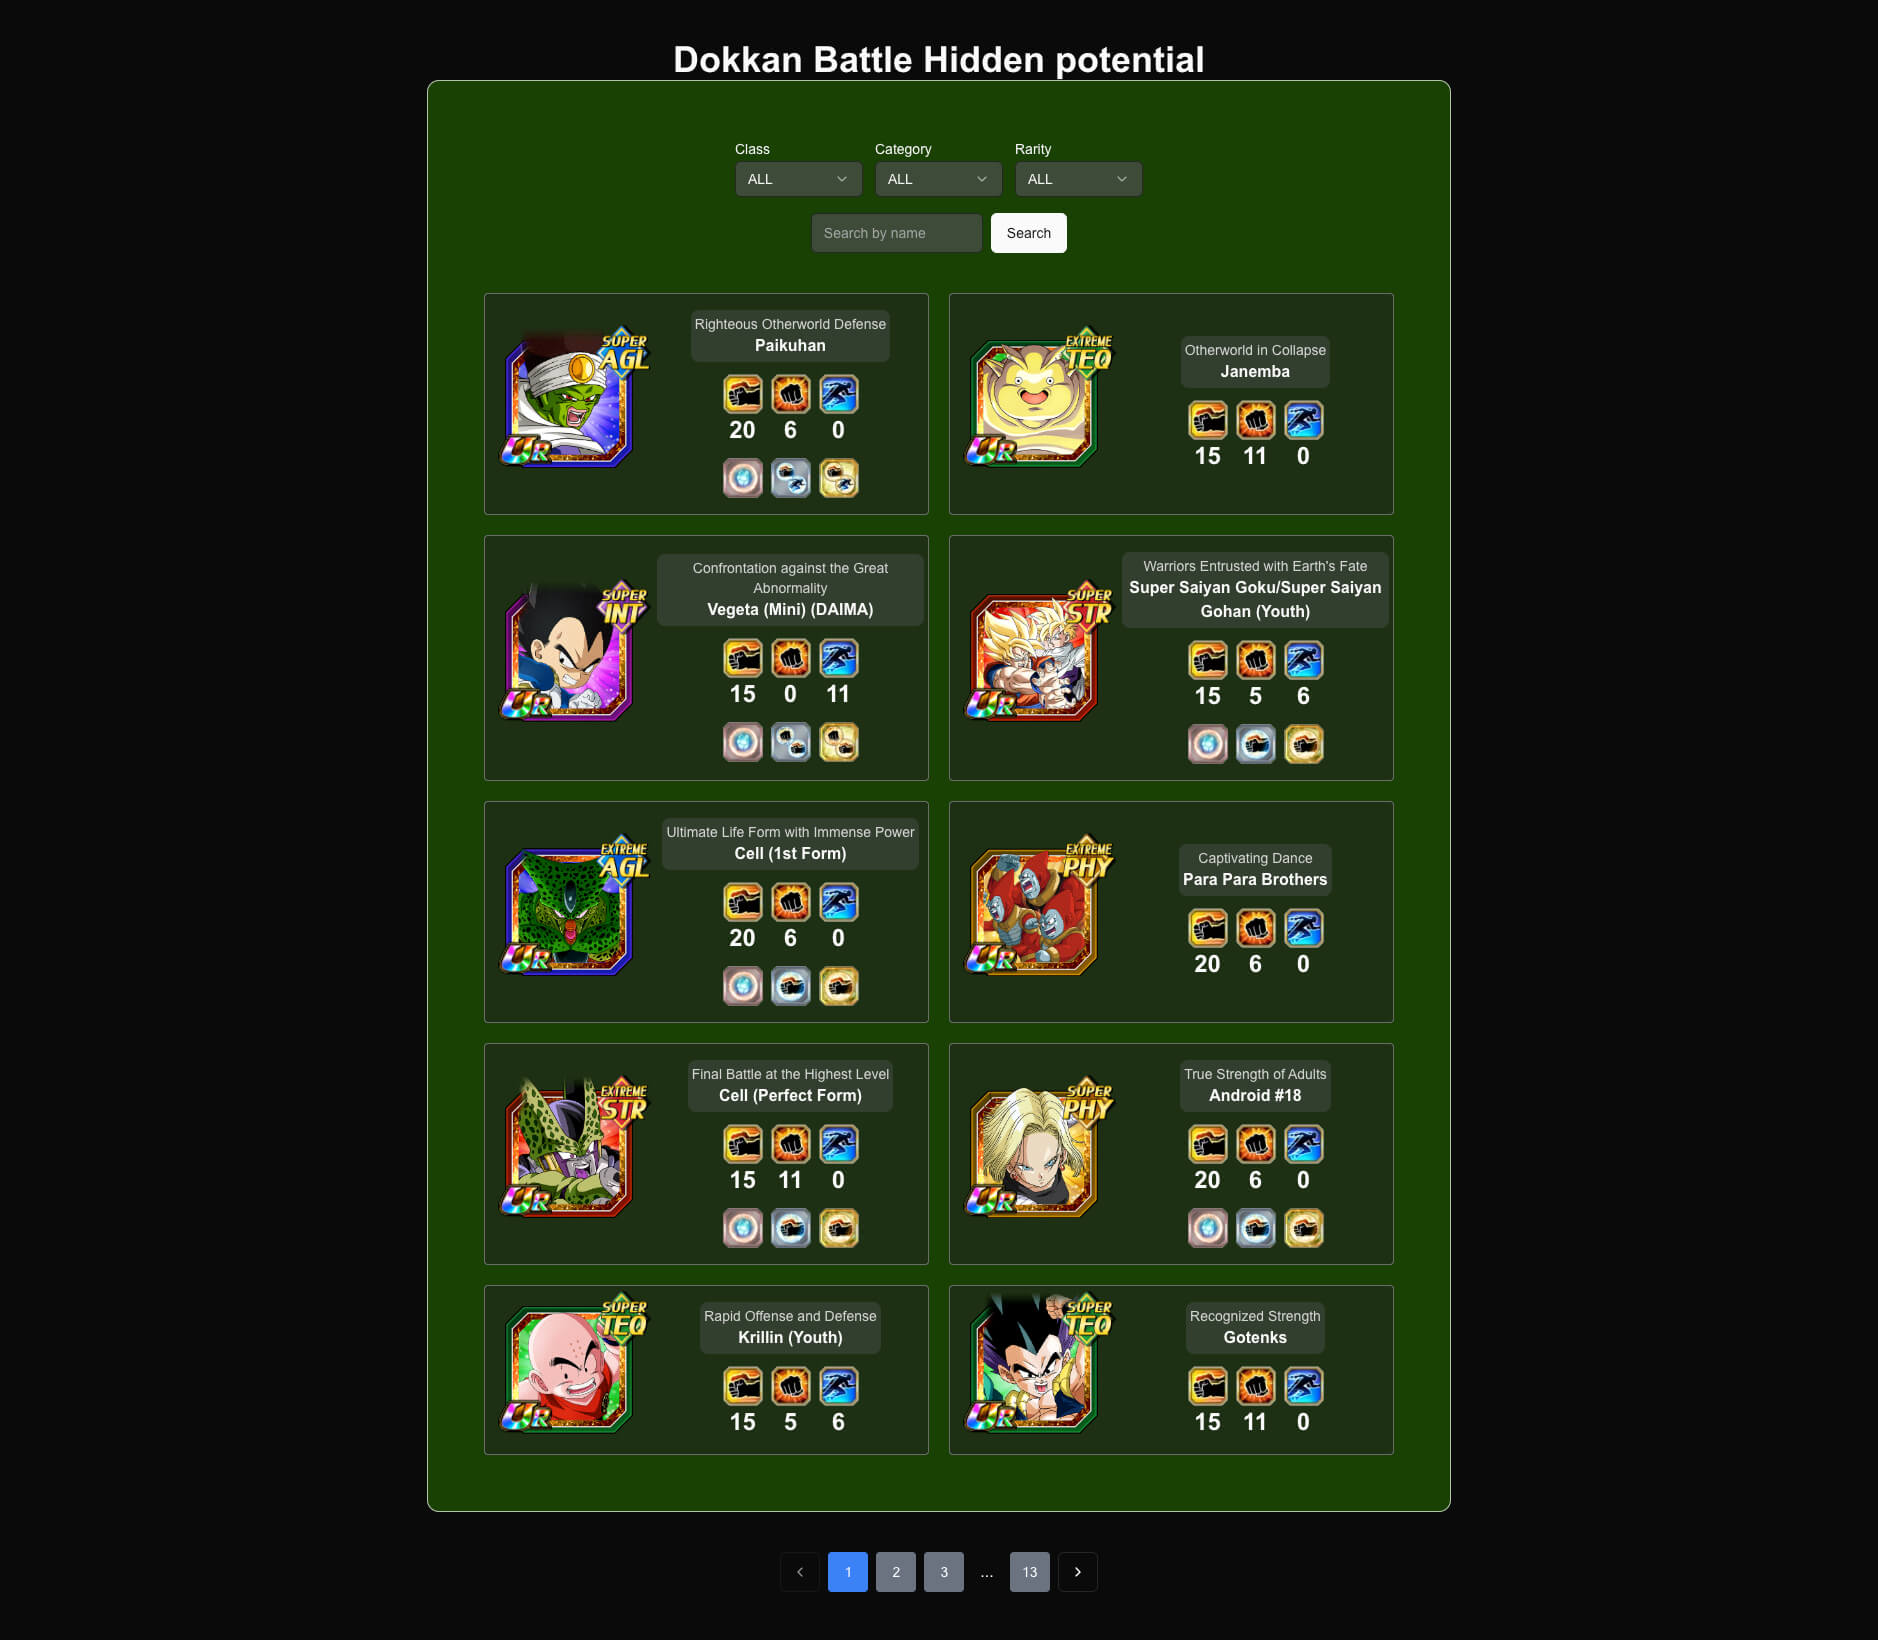 Dokkan Battle Hidden potential
Class
Category
Rarity
ALL
ALL
ALL
Search by name
Search
SUPER
AGL
UR
Righteous Otherworld Defense
Paikuhan
20 6 0
EXTREME
TEQ
UR
Otherworld in Collapse
Janemba
15 11 0
SUPER
INT
UR
Confrontation against the Great
Abnormality
Vegeta (Mini) (DAIMA)
15 0 11
SUPER
STR
UR
Warriors Entrusted with Earth's Fate
Super Saiyan Goku/Super Saiyan
Gohan (Youth)
15 5 6
EXTREME
AGL
UR
Ultimate Life Form with Immense Power
Cell (1st Form)
20 6 0
EXTREME
PHY
UR
Captivating Dance
Para Para Brothers
20 6 0
EXTREME
STR
UR
Final Battle at the Highest Level
Cell (Perfect Form)
15 11 0
SUPER
PHY
UR
True Strength of Adults
Android #18
20 6 0
SUPER
TEQ
UR
Rapid Offense and Defense
Krillin (Youth)
15 5 6
SUPER
TEQ
UR
Recognized Strength
Gotenks
15 11 0
1 2 3 ... 13